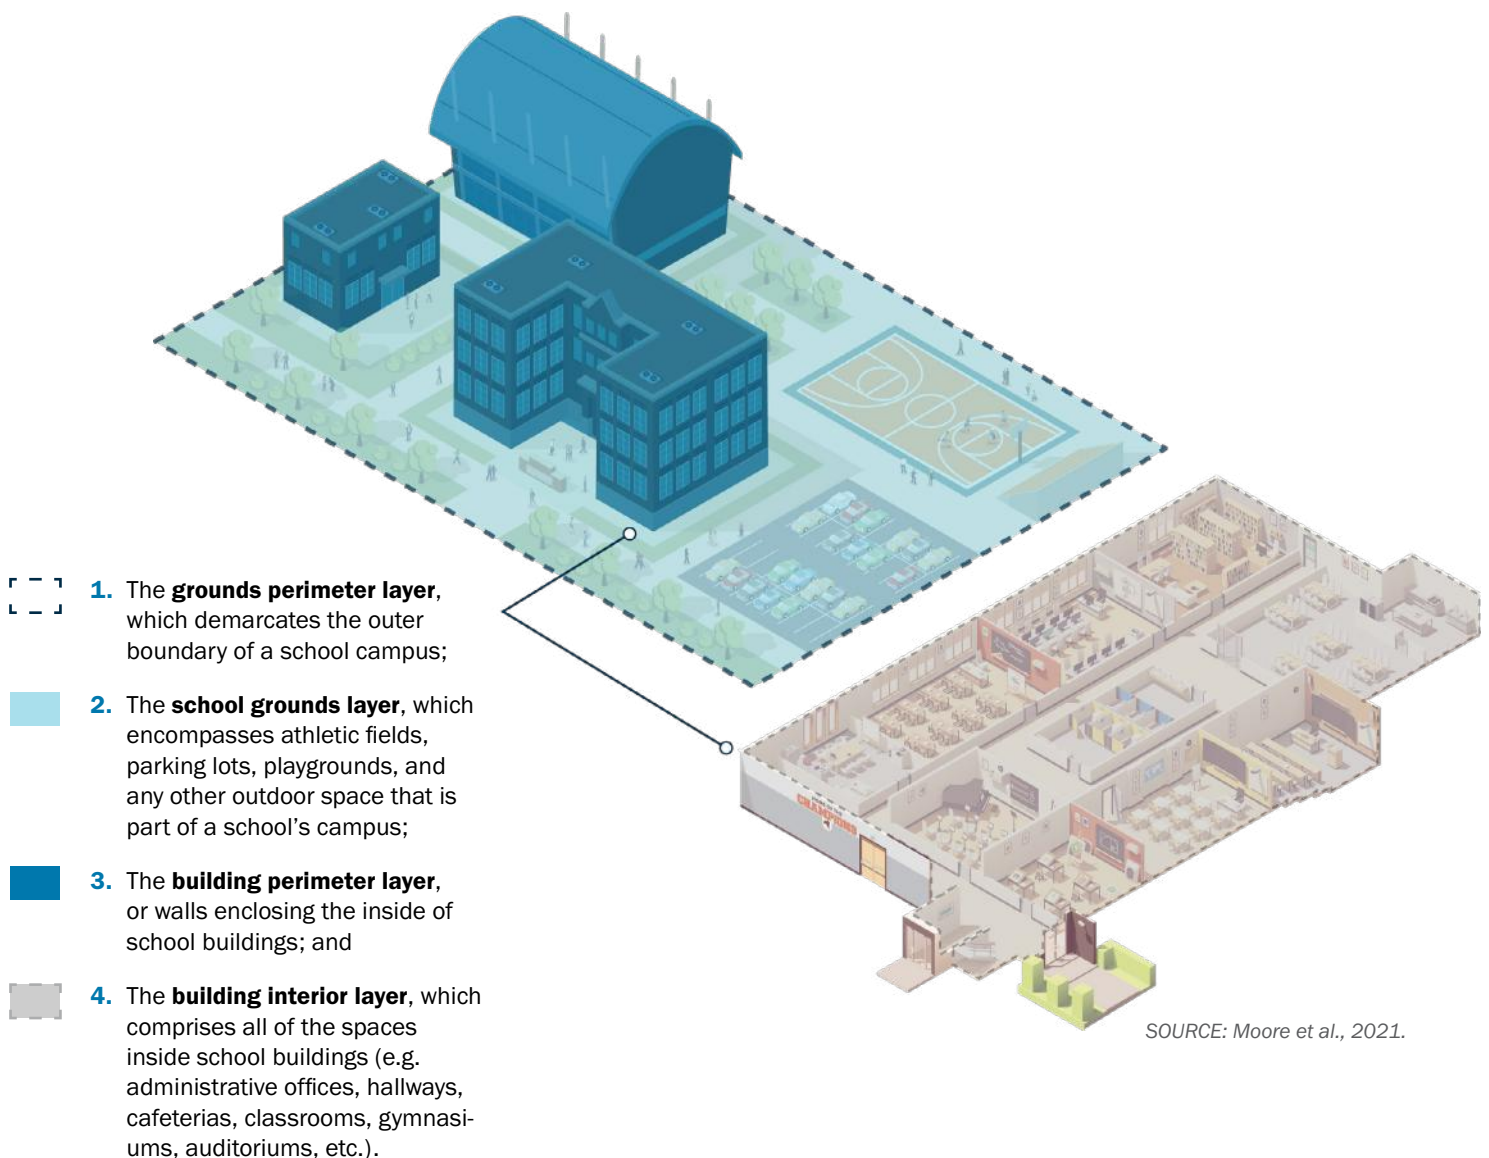 CHAMPIONS
1. The grounds perimeter layer,
which demarcates the outer
boundary of a school campus;
2. The school grounds layer, which
encompasses athletic fields,
parking lots, playgrounds, and
any other outdoor space that is
part of a school’s campus;
3. The building perimeter layer,
or walls enclosing the inside of
school buildings; and
4. The building interior layer, which
comprises all of the spaces
inside school buildings (e.g.
administrative offices, hallways,
cafeterias, classrooms, gymnasi-
ums, auditoriums, etc.).
SOURCE: Moore et al., 2021.